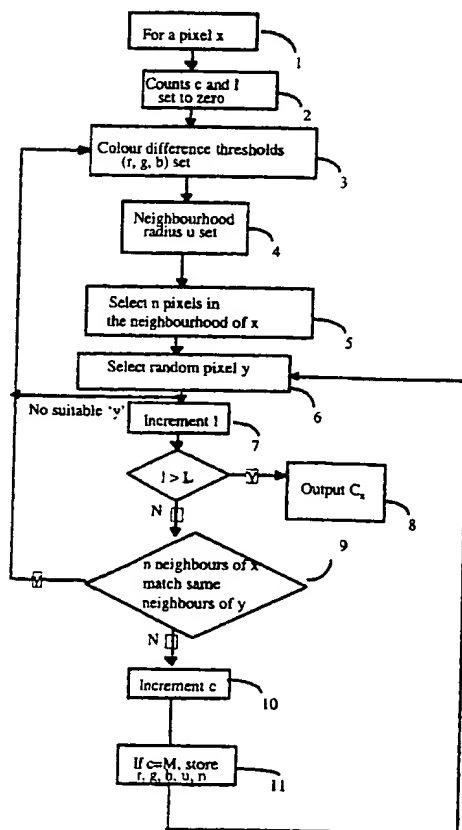 For a pixel x
1
Counts c and I
set to zero
2
Colour difference thresholds
(r, g, b) set
3
Neighbourhood
radius u set
4
Select n pixels in
the neighbourhood of x
5
Select random pixel y
6
No suitable 'y'
Increment I
7
I > L
Y
Output Cx
8
N
n neighbours of x
match same
neighbours of y
9
Y
N
Increment c
10
If c=M, store
r, g, b, u, n
11